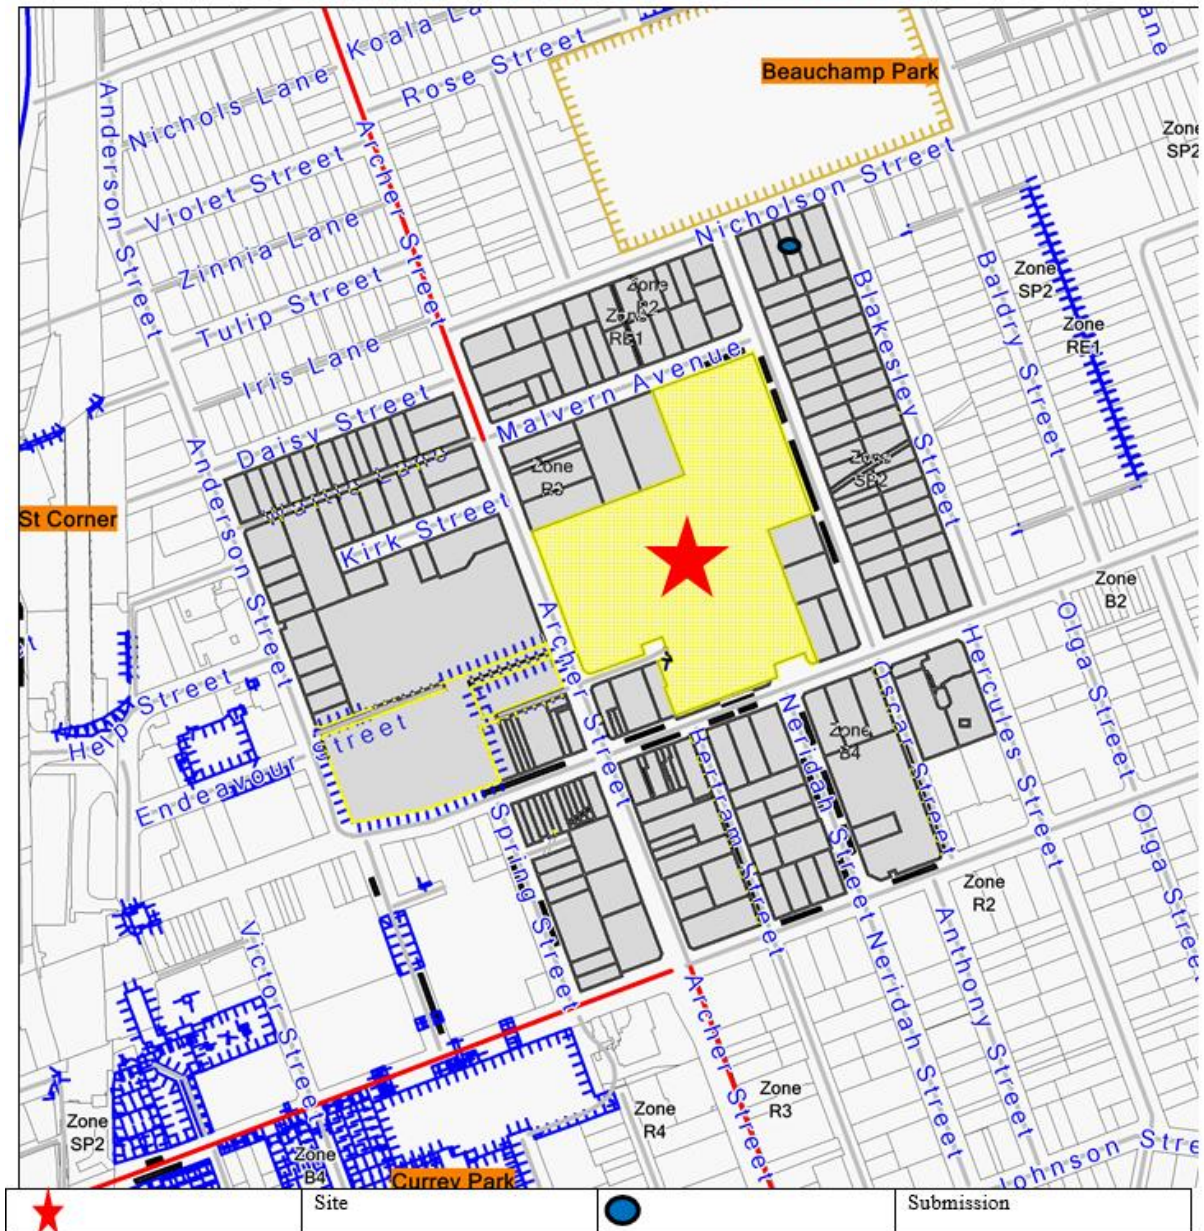 Koala
Rose Street
Nichols Lane
Beauchamp Park
Anderson Street
Archer Street
Violet Street
Zone
SP2
Nicholson Street
Zinnia Lane
Tulip Street
Zone
R2
Zone
RE1
Blakesley Street
Baldry Street
Zone
SP2
Zone
RE1
Iris Lane
Malvern Avenue
Daisy Street
Anderson Street
Zone
Zone
SP2
St Corner
Kirk Street
Archer Street
Zone
B2
Olga Street
Hercules Street
Help Street
Street
Oscar Street
Neridah Street
Zone
B4
Hertram Street
Endeavour
Spring Street
Olga Street
Zone
R2
Victor Street
Neridah Street
Anthony Street
Archer Street
Zone
R3
Zone
R4
Zone
SP2
Zone
B4
Currey Park
Johnson
Site
Submission